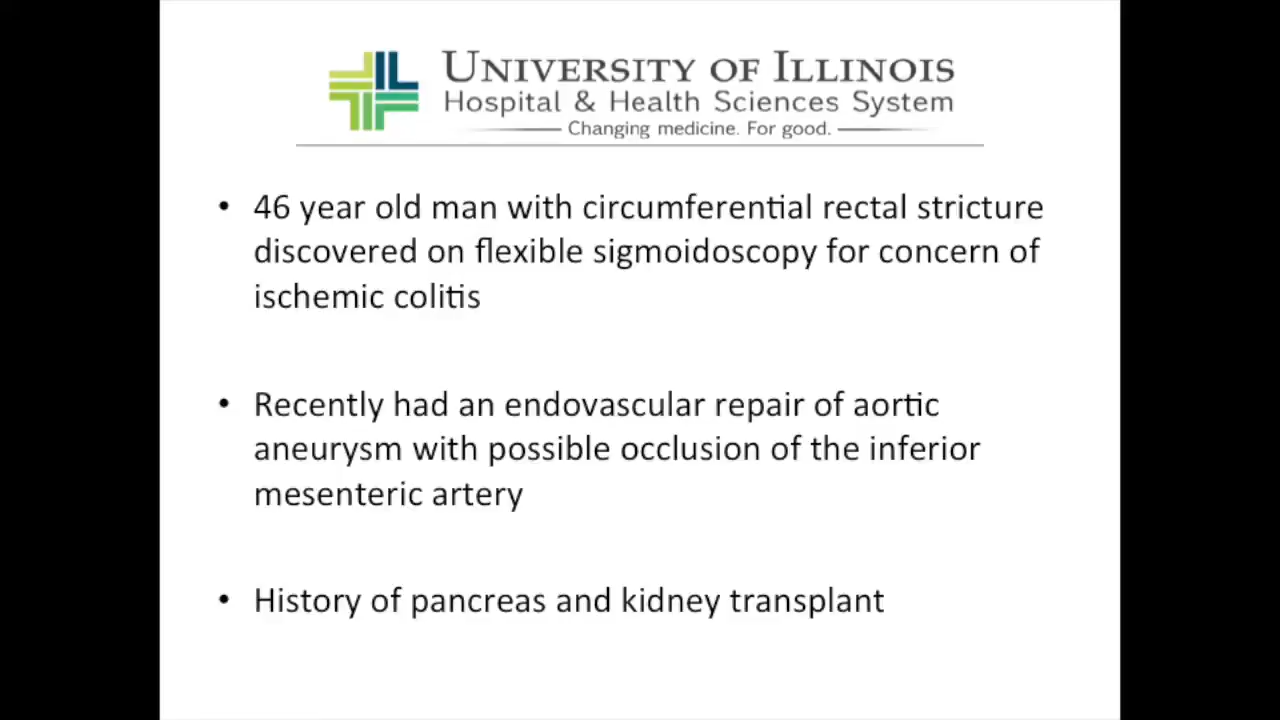 UNIVERSITY OF ILLINOIS
Hospital & Health Sciences System
Changing medicine. For good.
• 46 year old man with circumferential rectal stricture
discovered on flexible sigmoidoscopy for concern of
ischemic colitis
• Recently had an endovascular repair of aortic
aneurysm with possible occlusion of the inferior
mesenteric artery
• History of pancreas and kidney transplant